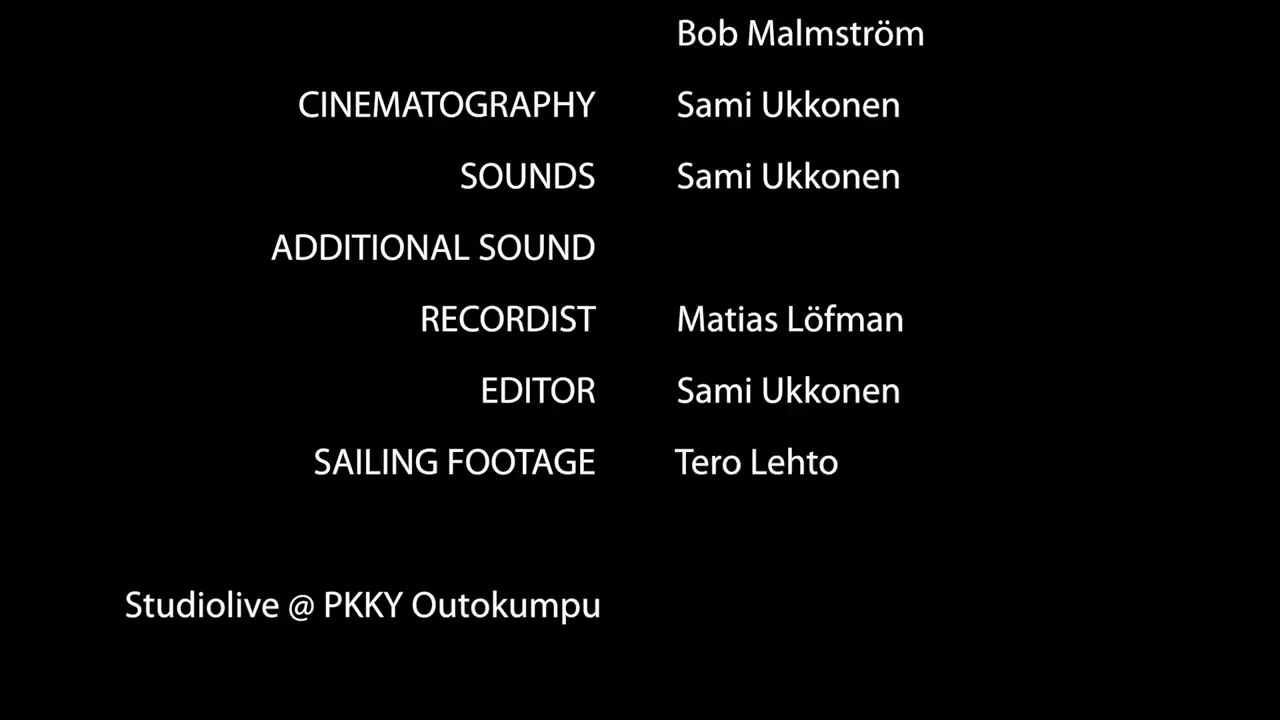 Bob Malmström
CINEMATOGRAPHY Sami Ukkonen
SOUNDS Sami Ukkonen
ADDITIONAL SOUND
RECORDIST Matias Löfman
EDITOR Sami Ukkonen
SAILING FOOTAGE Tero Lehto
Studiolive @ PKKY Outokumpu